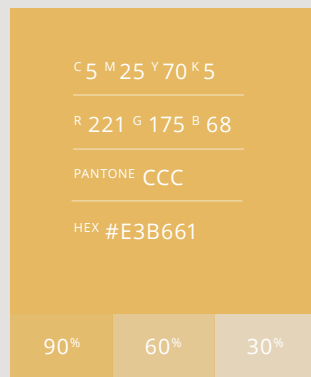 C 5 M 25 Y 70 K 5
R 221 G 175 B 68
PANTONE CCC
HEX #E3B661
90% 60% 30%